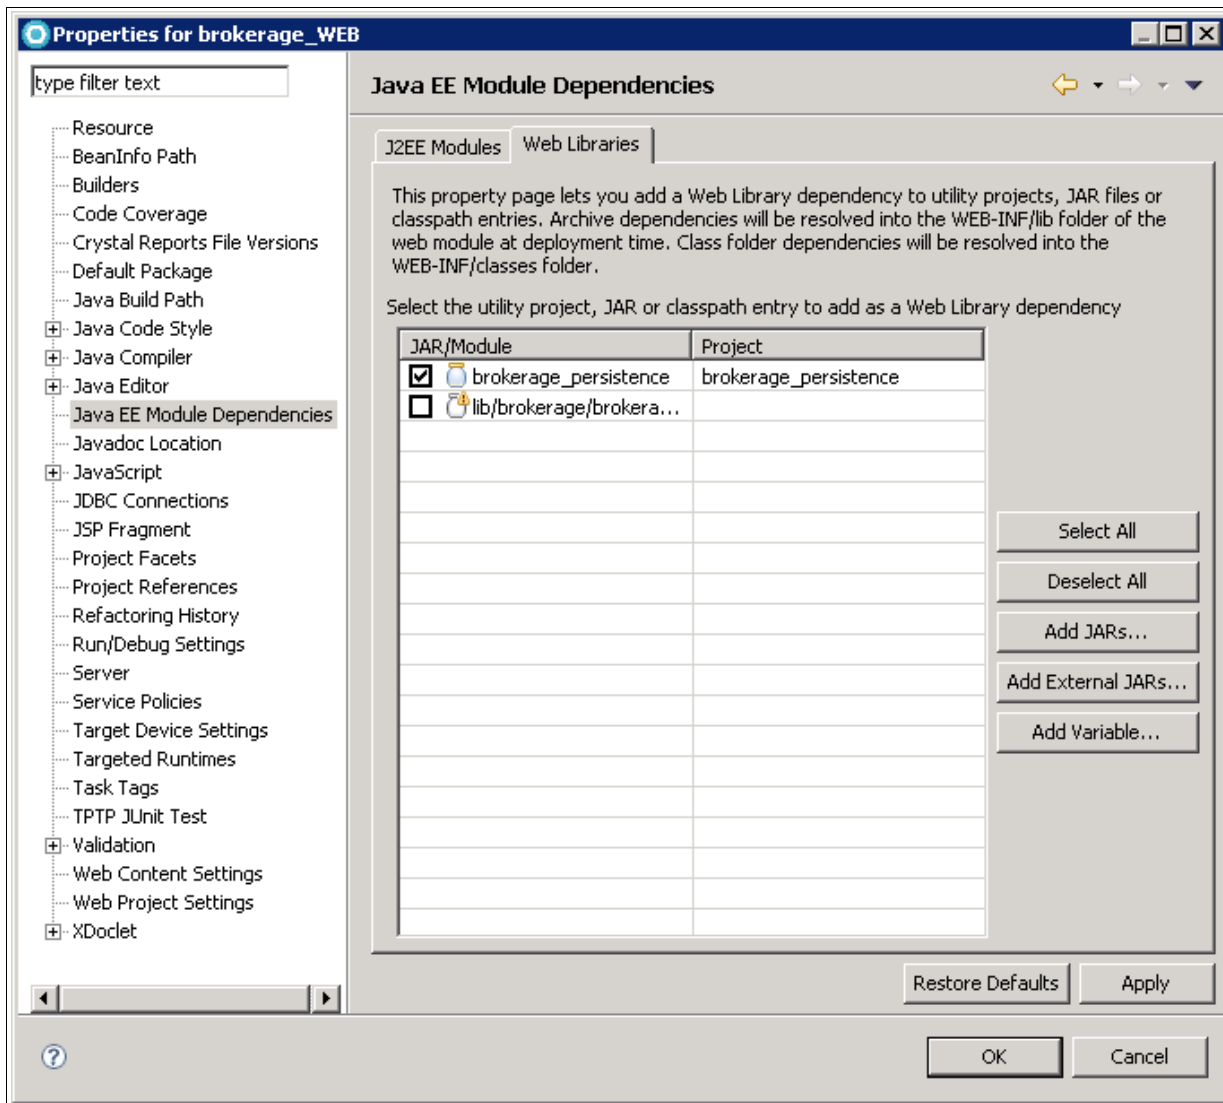 Properties for brokerage_WEB
type filter text
Resource
BeanInfo Path
Builders
Code Coverage
Crystal Reports File Versions
Default Package
Java Build Path
Java Code Style
Java Compiler
Java Editor
Java EE Module Dependencies
Javadoc Location
JavaScript
JDBC Connections
JSP Fragment
Project Facets
Project References
Refactoring History
Run/Debug Settings
Server
Service Policies
Target Device Settings
Targeted Runtimes
Task Tags
TPTP JUnit Test
Validation
Web Content Settings
Web Project Settings
XDoclet
Java EE Module Dependencies
J2EE Modules Web Libraries
This property page lets you add a Web Library dependency to utility projects, JAR files or
classpath entries. Archive dependencies will be resolved into the WEB-INF/lib folder of the
web module at deployment time. Class folder dependencies will be resolved into the
WEB-INF/classes folder.
Select the utility project, JAR or classpath entry to add as a Web Library dependency
JAR/Module Project
brokerage_persistence brokerage_persistence
lib/brokerage/brokera...
Select All
Deselect All
Add JARs...
Add External JARs...
Add Variable...
Restore Defaults Apply
OK Cancel